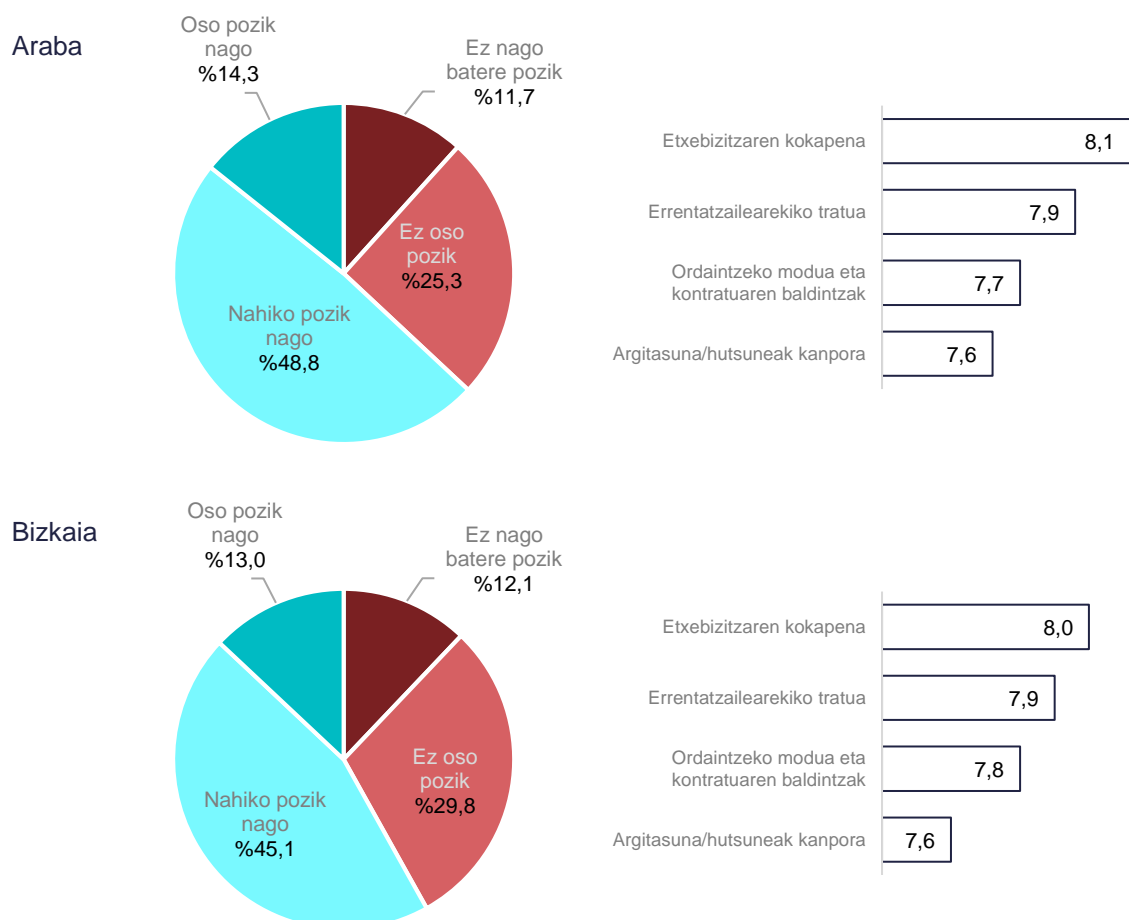 Araba
Oso pozik
nago
%14,3
Ez nago
batere pozik
%11,7
Ez oso
pozik
%25,3
Nahiko pozik
nago
%48,8
Etxebizitzaren kokapena
8,1
Errentatzailearekiko tratua
7,9
Ordaintzeko modua eta
kontratuaren baldintzak
7,7
Argitasuna/hutsuneak kanpora
7,6
Bizkaia
Oso pozik
nago
%13,0
Ez nago
batere pozik
%12,1
Ez oso
pozik
%29,8
Nahiko pozik
nago
%45,1
Etxebizitzaren kokapena
8,0
Errentatzailearekiko tratua
7,9
Ordaintzeko modua eta
kontratuaren baldintzak
7,8
Argitasuna/hutsuneak kanpora
7,6